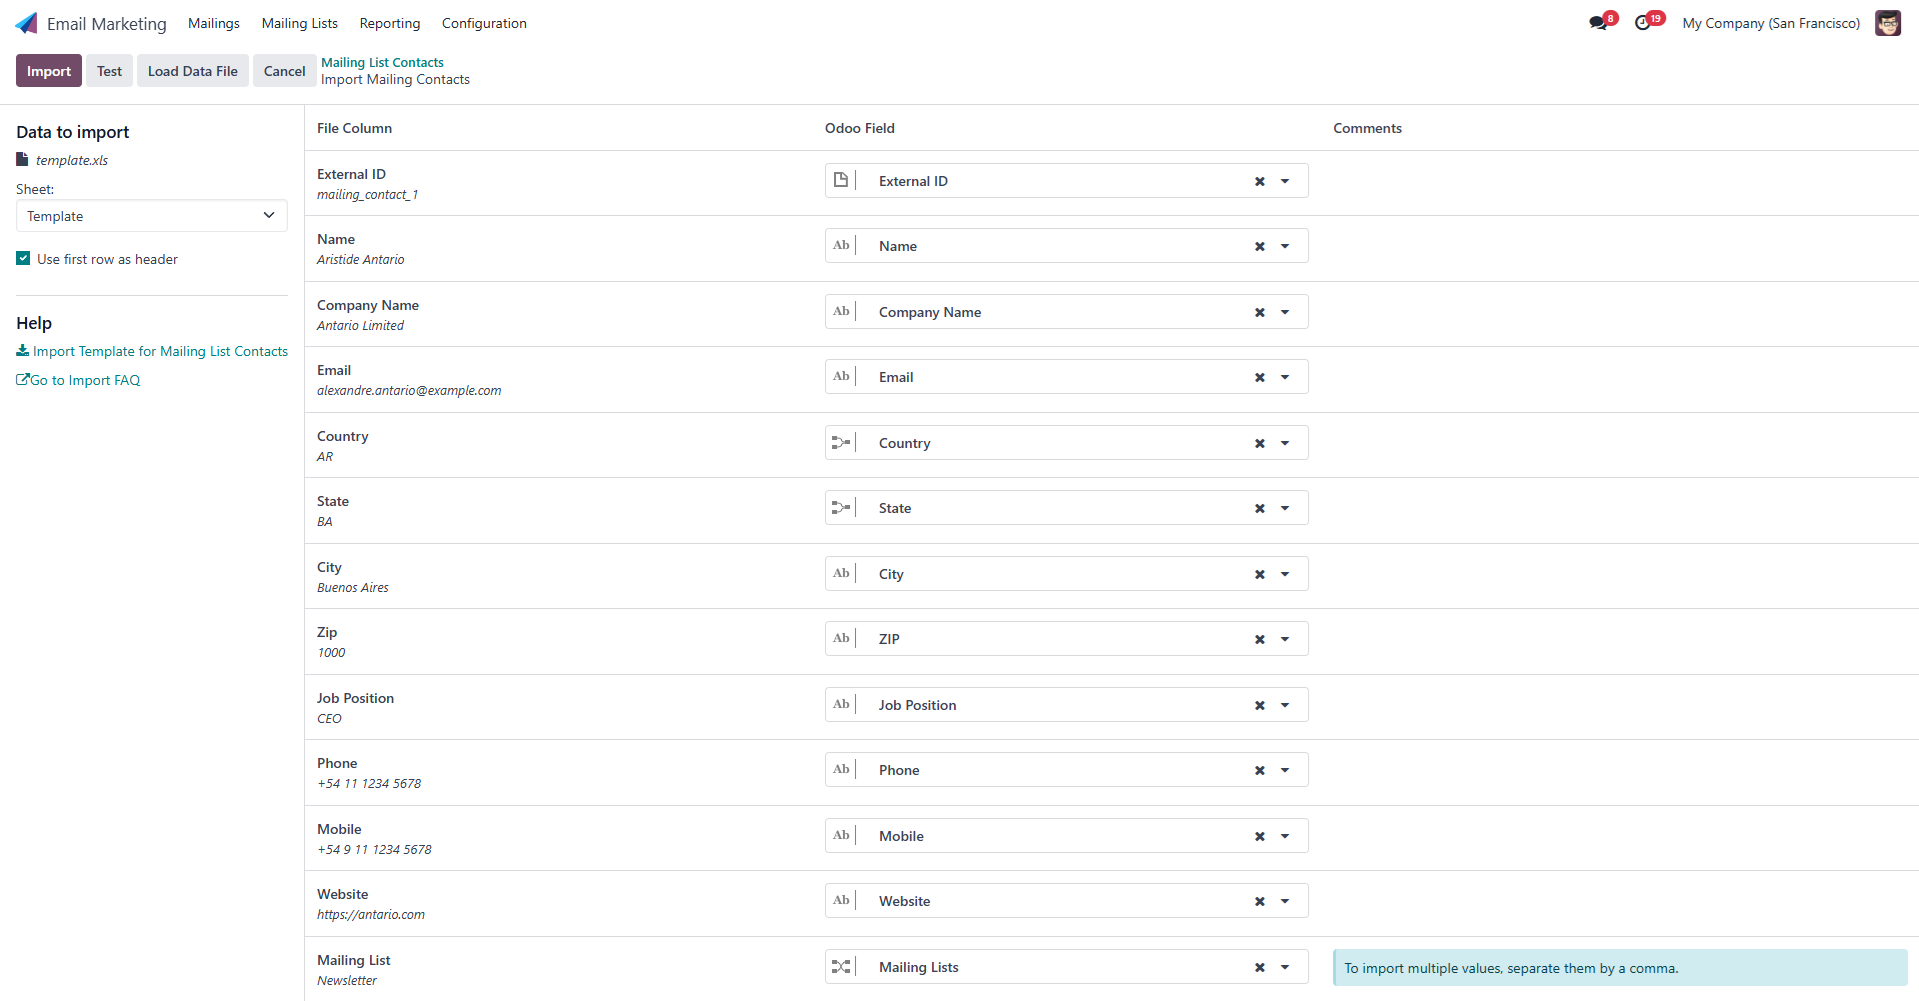 Email Marketing Mailings Mailing Lists Reporting Configuration 8 19 My Company (San Francisco)
Import Test Load Data File Cancel Mailing List Contacts
Import Mailing Contacts
Data to import
template.xls
Sheet:
Template
Use first row as header
Help
Import Template for Mailing List Contacts
Go to Import FAQ
File Column Odoo Field Comments
External ID
mailing_contact_1
External ID
Name
Aristide Antario
Ab Name
Company Name
Antario Limited
Ab Company Name
Email
alexandre.antario@example.com
Ab Email
Country
AR
Country
State
BA
State
City
Buenos Aires
Ab City
Zip
1000
Ab ZIP
Job Position
CEO
Ab Job Position
Phone
+54 11 1234 5678
Ab Phone
Mobile
+54 9 11 1234 5678
Ab Mobile
Website
https://antario.com
Ab Website
Mailing List
Newsletter
Mailing Lists
To import multiple values, separate them by a comma.